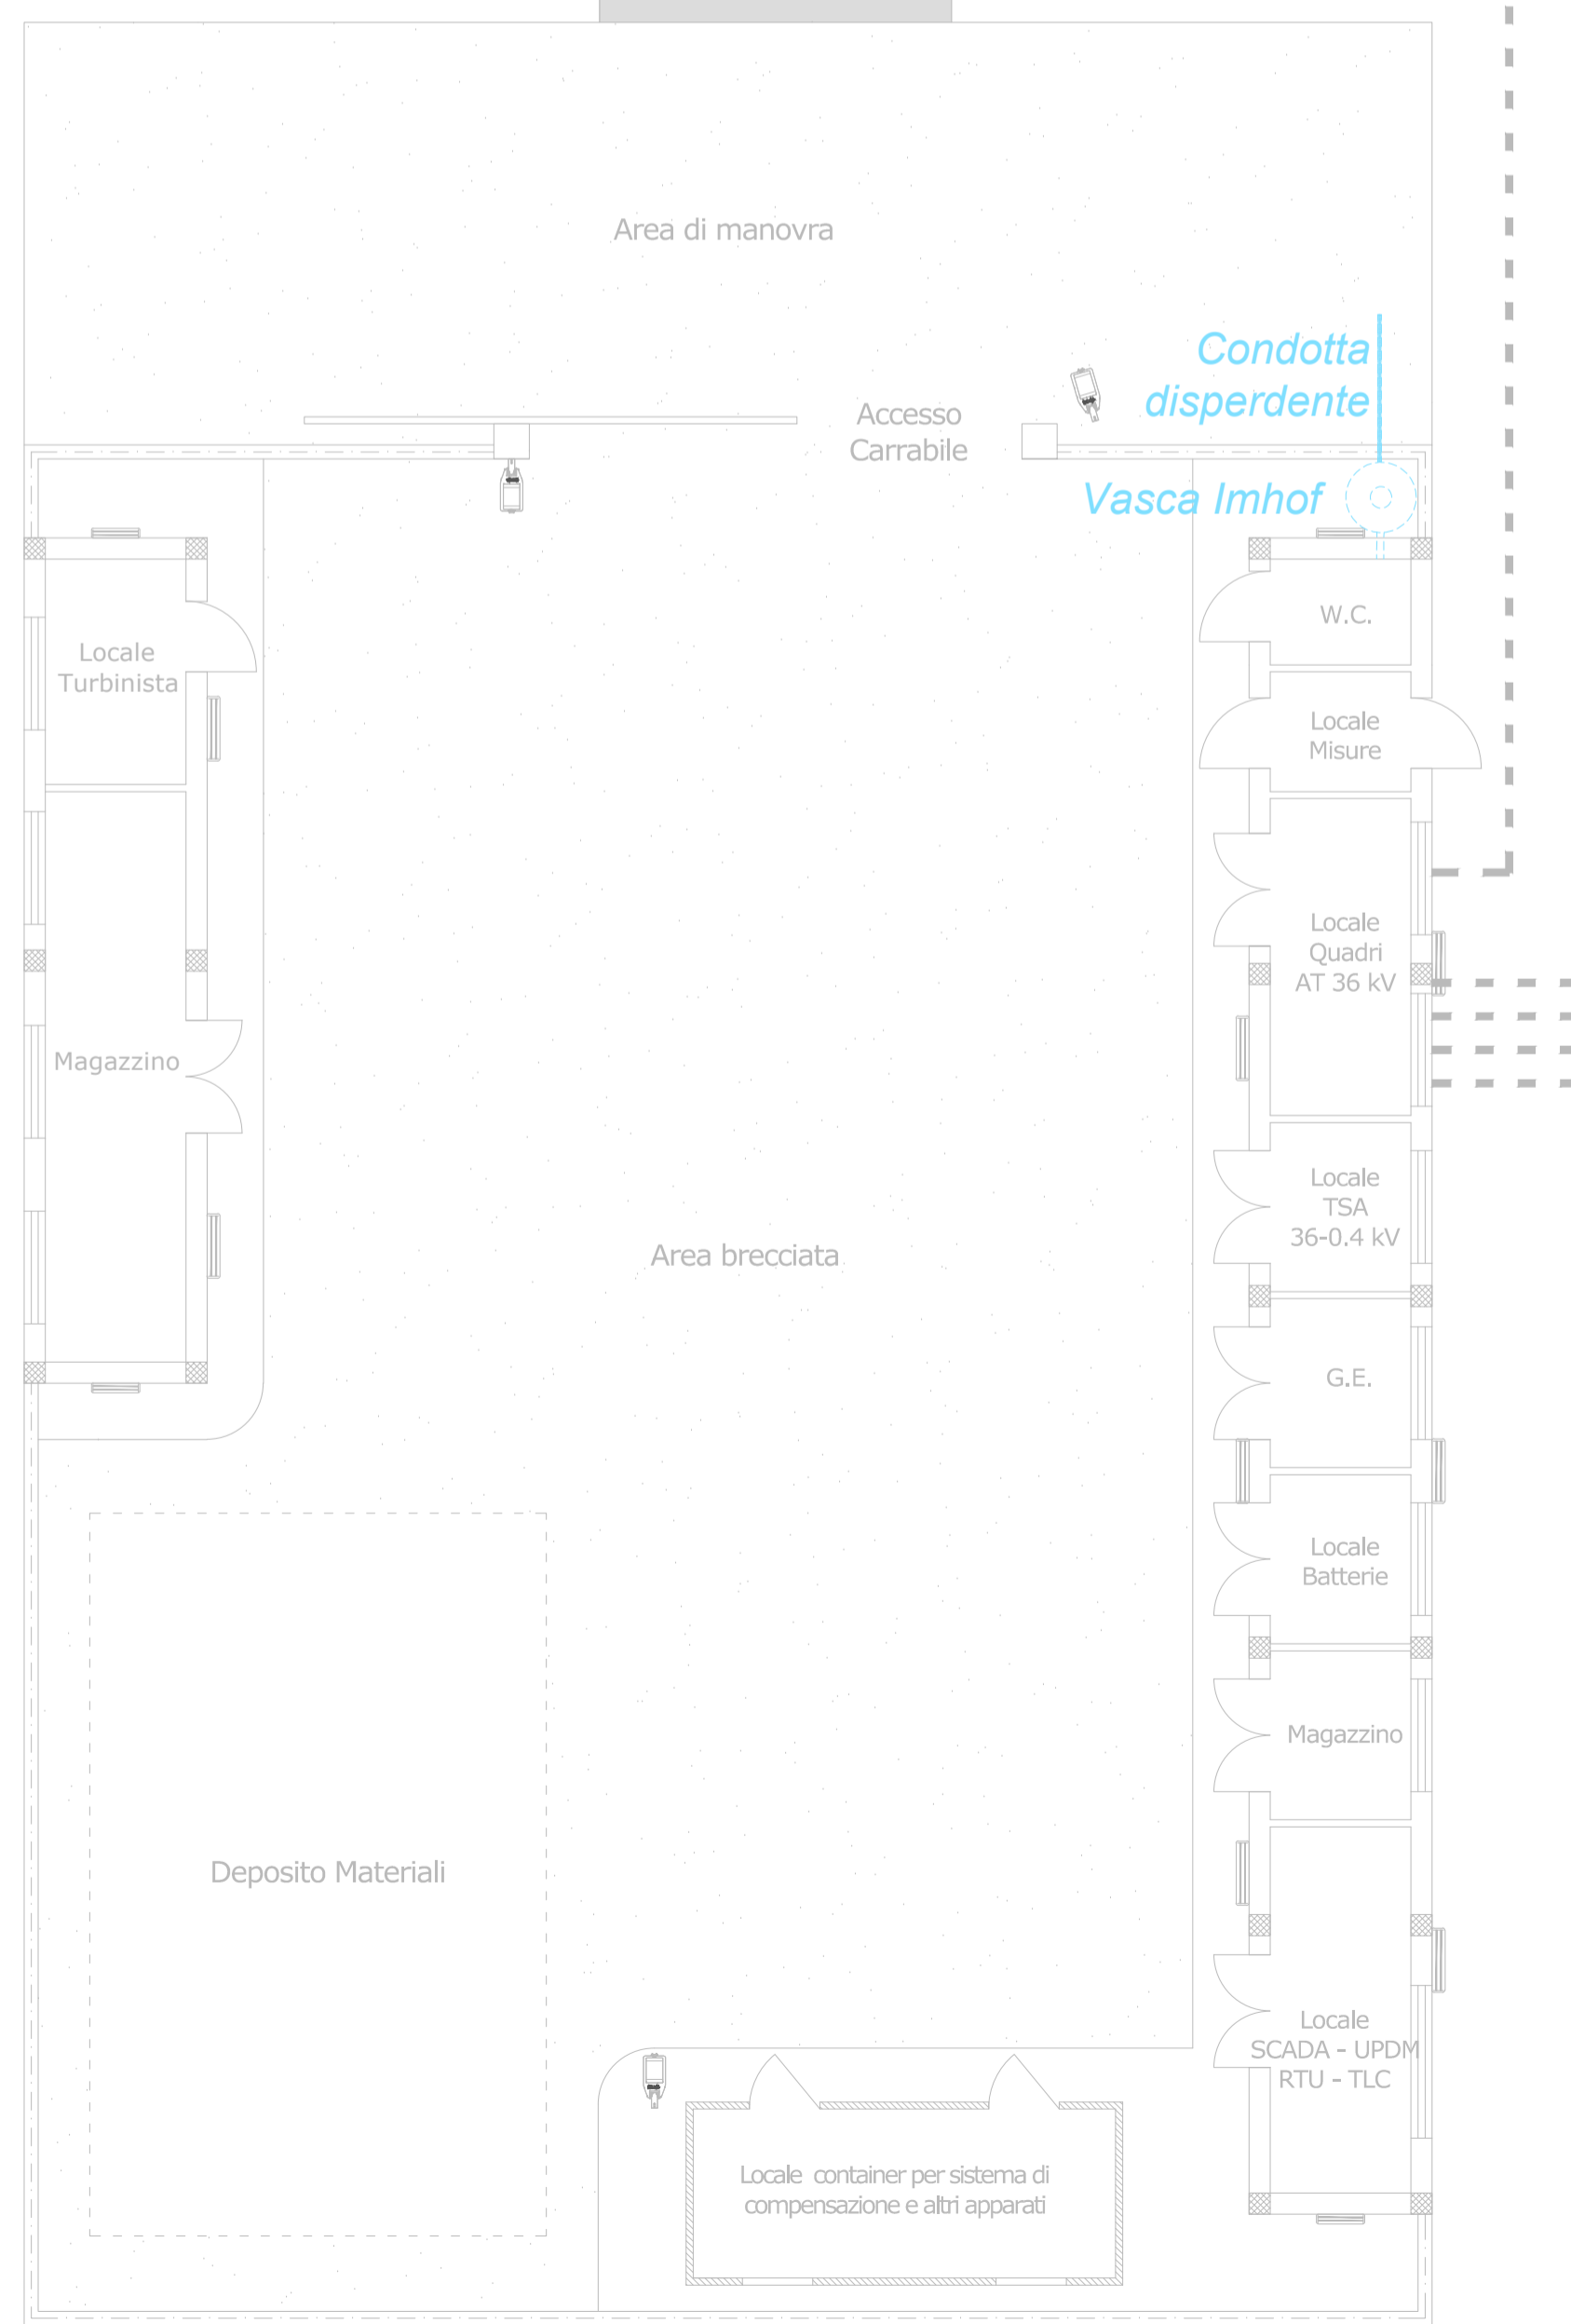 Area di manovra
Condotta
disperdente
Accesso
Carrabile
Vasca Imhof
W.C.
Locale
Turbinista
Locale
Misure
Locale
Quadri
AT 36 kV
Magazzino
Locale
TSA
36-0.4 kV
Area brecciata
G.E.
Locale
Batterie
Magazzino
Deposito Materiali
Locale
SCADA - UPDM
RTU - TLC
Locale container per sistema di
compensazione e altri apparati